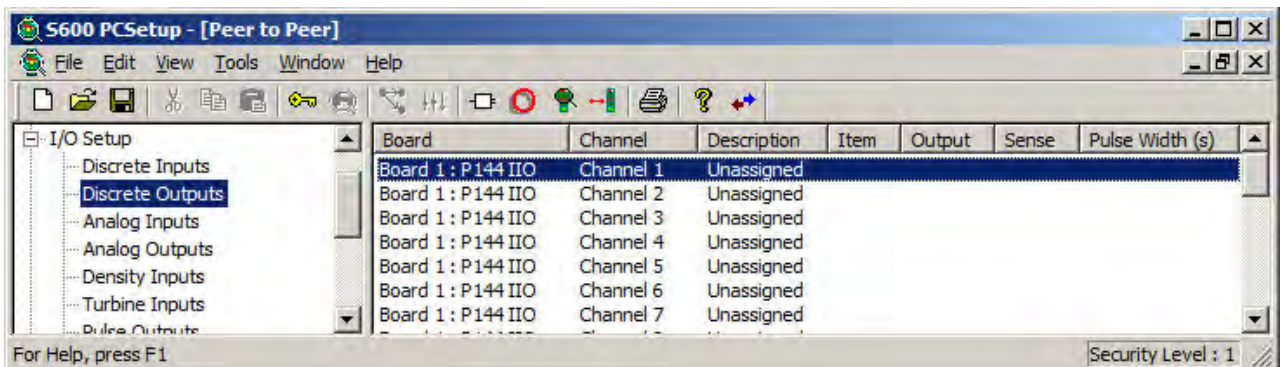 S600 PCSetup - [Peer to Peer]
File Edit View Tools Window Help
I/O Setup
Discrete Inputs
Discrete Outputs
Analog Inputs
Analog Outputs
Density Inputs
Turbine Inputs
Pulse Outputs
Board Channel Description Item Output Sense Pulse Width (s)
Board 1 : P144 IIO Channel 1 Unassigned
Board 1 : P144 IIO Channel 2 Unassigned
Board 1 : P144 IIO Channel 3 Unassigned
Board 1 : P144 IIO Channel 4 Unassigned
Board 1 : P144 IIO Channel 5 Unassigned
Board 1 : P144 IIO Channel 6 Unassigned
Board 1 : P144 IIO Channel 7 Unassigned
For Help, press F1
Security Level : 1